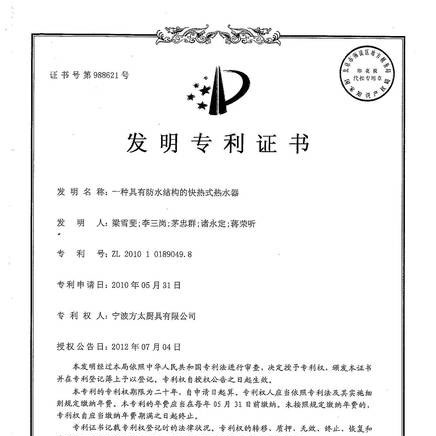 证书号第988621号
印花税
代扣专用章
发明专利证书
发明名称：一种具有防水结构的快热式热水器
发明人：梁雪斐;李三岗;茅忠群;诸永定;蒋荣昕
专利号：ZL 2010 1 0189049.8
专利申请日：2010年05月31日
专利权人：宁波方太厨具有限公司
授权公告日：2012年07月04日
本发明经过本局依照中华人民共和国专利法进行审查，决定授予专利权，颁发本证书
并在专利登记簿上予以登记。专利权自授权公告之日起生效。
本专利的专利权期限为二十年，自申请日起算。专利权人应当依照专利法及其实施细
则规定缴纳年费。本专利的年费应当在每年05月31日前缴纳。未按照规定缴纳年费的，
专利权自应当缴纳年费期满之日起终止。
专利证书记载专利权登记时的法律状况。专利权的转移、质押、无效、终止、恢复和